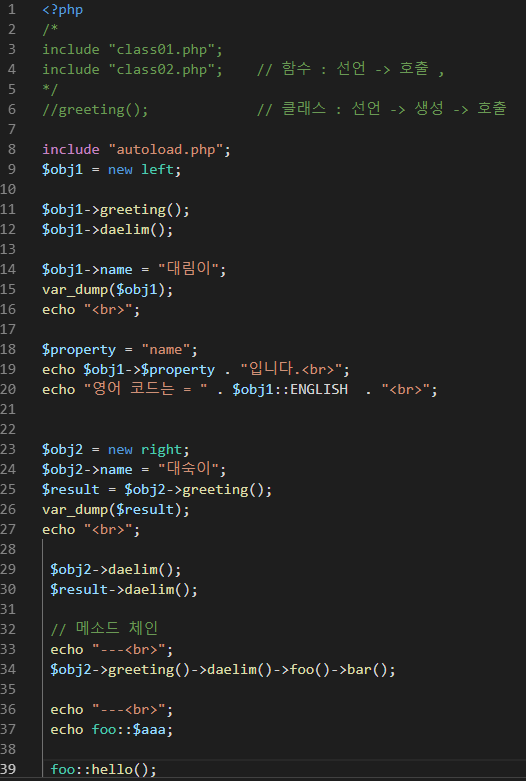 1 <?php
2 /*
3 include "class01.php";
4 include "class02.php";    // 함수 : 선언 -> 호출 ,
5 */
6 //greeting();             // 클래스 : 선언 -> 생성 -> 호출
7
8 include "autoload.php";
9 $obj1 = new left;
10
11 $obj1->greeting();
12 $obj1->daelim();
13
14 $obj1->name = "대림이";
15 var_dump($obj1);
16 echo "<br>";
17
18 $property = "name";
19 echo $obj1->$property . "입니다.<br>";
20 echo "영어 코드는 = " . $obj1::ENGLISH  . "<br>";
21
22
23 $obj2 = new right;
24 $obj2->name = "대숙이";
25 $result = $obj2->greeting();
26 var_dump($result);
27 echo "<br>";
28
29  $obj2->daelim();
30  $result->daelim();
31
32  // 메소드 체인
33  echo "---<br>";
34  $obj2->greeting()->daelim()->foo()->bar();
35
36  echo "---<br>";
37  echo foo::$aaa;
38
39  foo::hello();